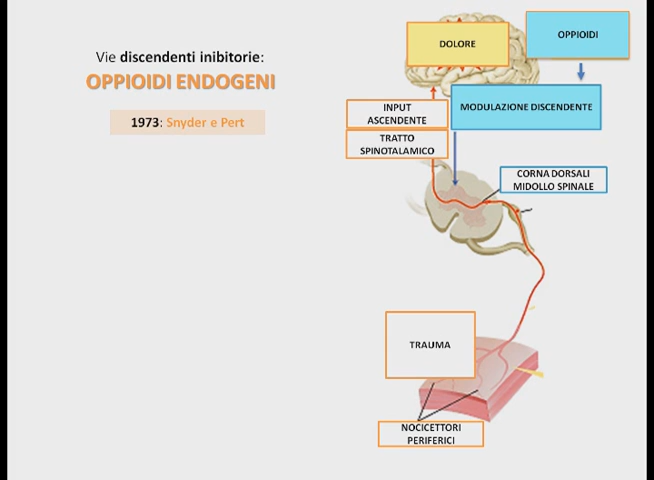 Vie discendenti inibitorie:
OPPIOIDI ENDOGENI
1973: Snyder e Pert
DOLORE
OPPIOIDI
INPUT
ASCENDENTE
MODULAZIONE DISCENDENTE
TRATTO
SPINOTALAMICO
CORNA DORSALI
MIDOLLO SPINALE
TRAUMA
NOCICETTORI
PERIFERICI